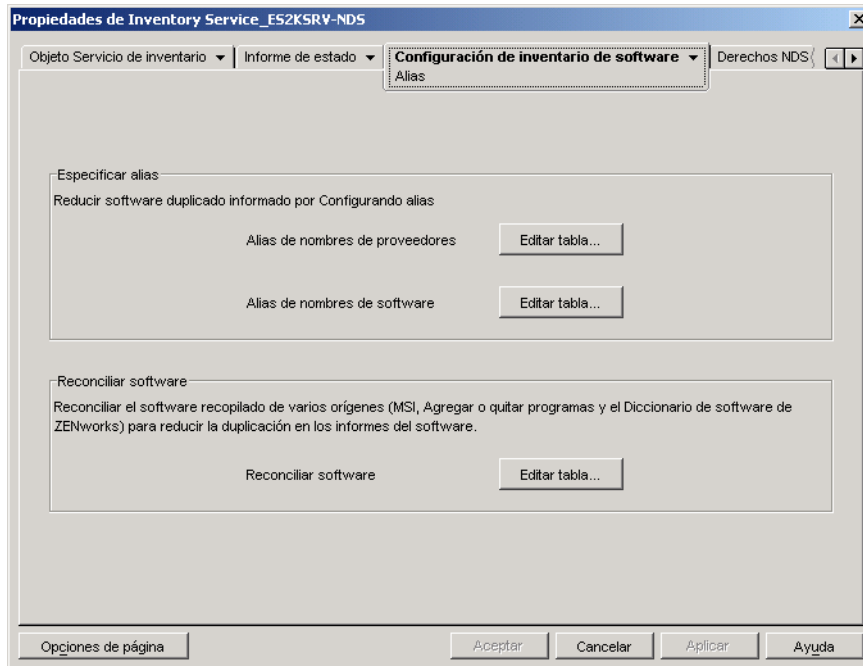 Propiedades de Inventory Service_ES2KSRV-NDS
Objeto Servicio de inventario Informe de estado Configuración de inventario de software Derechos NDS
Alias
Especificar alias
Reducir software duplicado informado por Configurando alias
Alias de nombres de proveedores Editar tabla...
Alias de nombres de software Editar tabla...
Reconciliar software
Reconciliar el software recopilado de varios orígenes (MSI, Agregar o quitar programas y el Diccionario de software de
ZENworks) para reducir la duplicación en los informes del software.
Reconciliar software Editar tabla...
Opciones de página Aceptar Cancelar Aplicar Ayuda